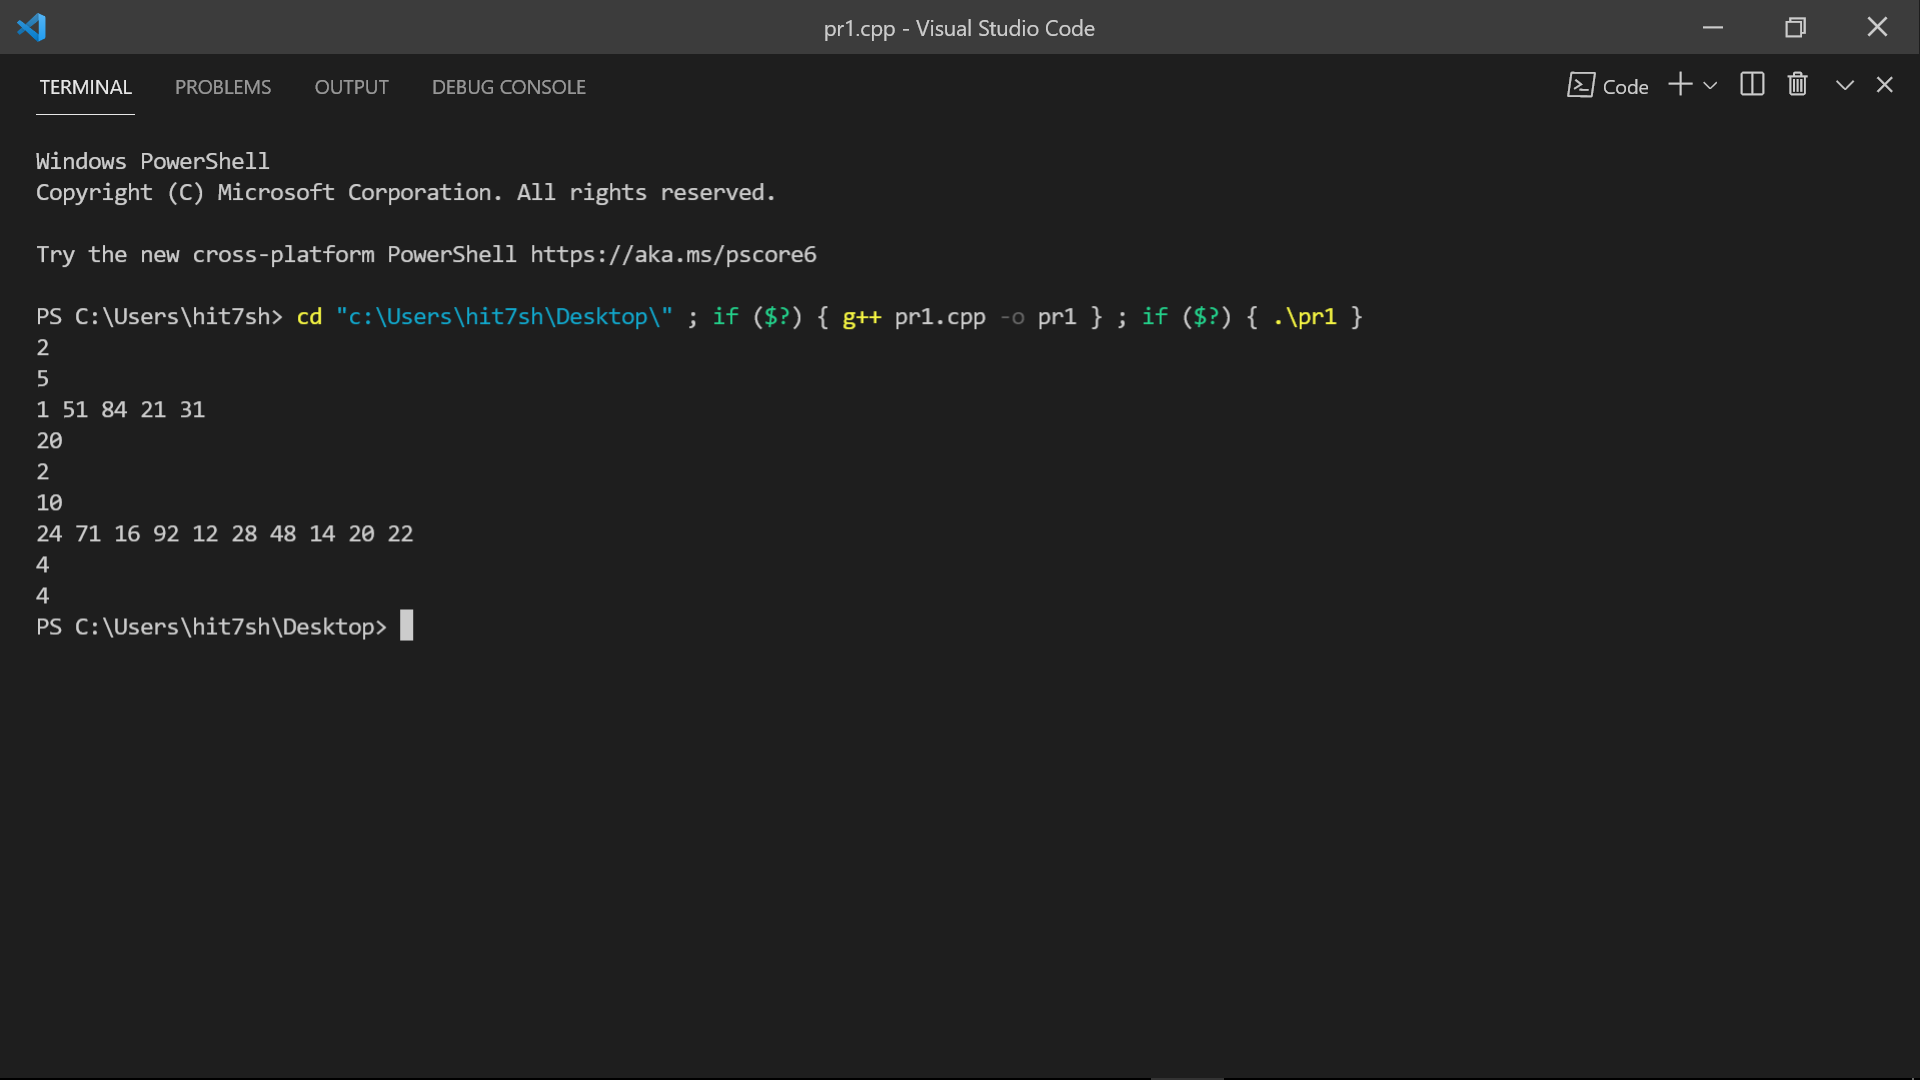 pr1.cpp - Visual Studio Code
TERMINAL PROBLEMS OUTPUT DEBUG CONSOLE Code
Windows PowerShell
Copyright (C) Microsoft Corporation. All rights reserved.
Try the new cross-platform PowerShell https://aka.ms/pscore6
PS C:\Users\hit7sh> cd "c:\Users\hit7sh\Desktop\" ; if ($?) { g++ pr1.cpp -o pr1 } ; if ($?) { .\pr1 }
2
5
1 51 84 21 31
20
2
10
24 71 16 92 12 28 48 14 20 22
4
4
PS C:\Users\hit7sh\Desktop>